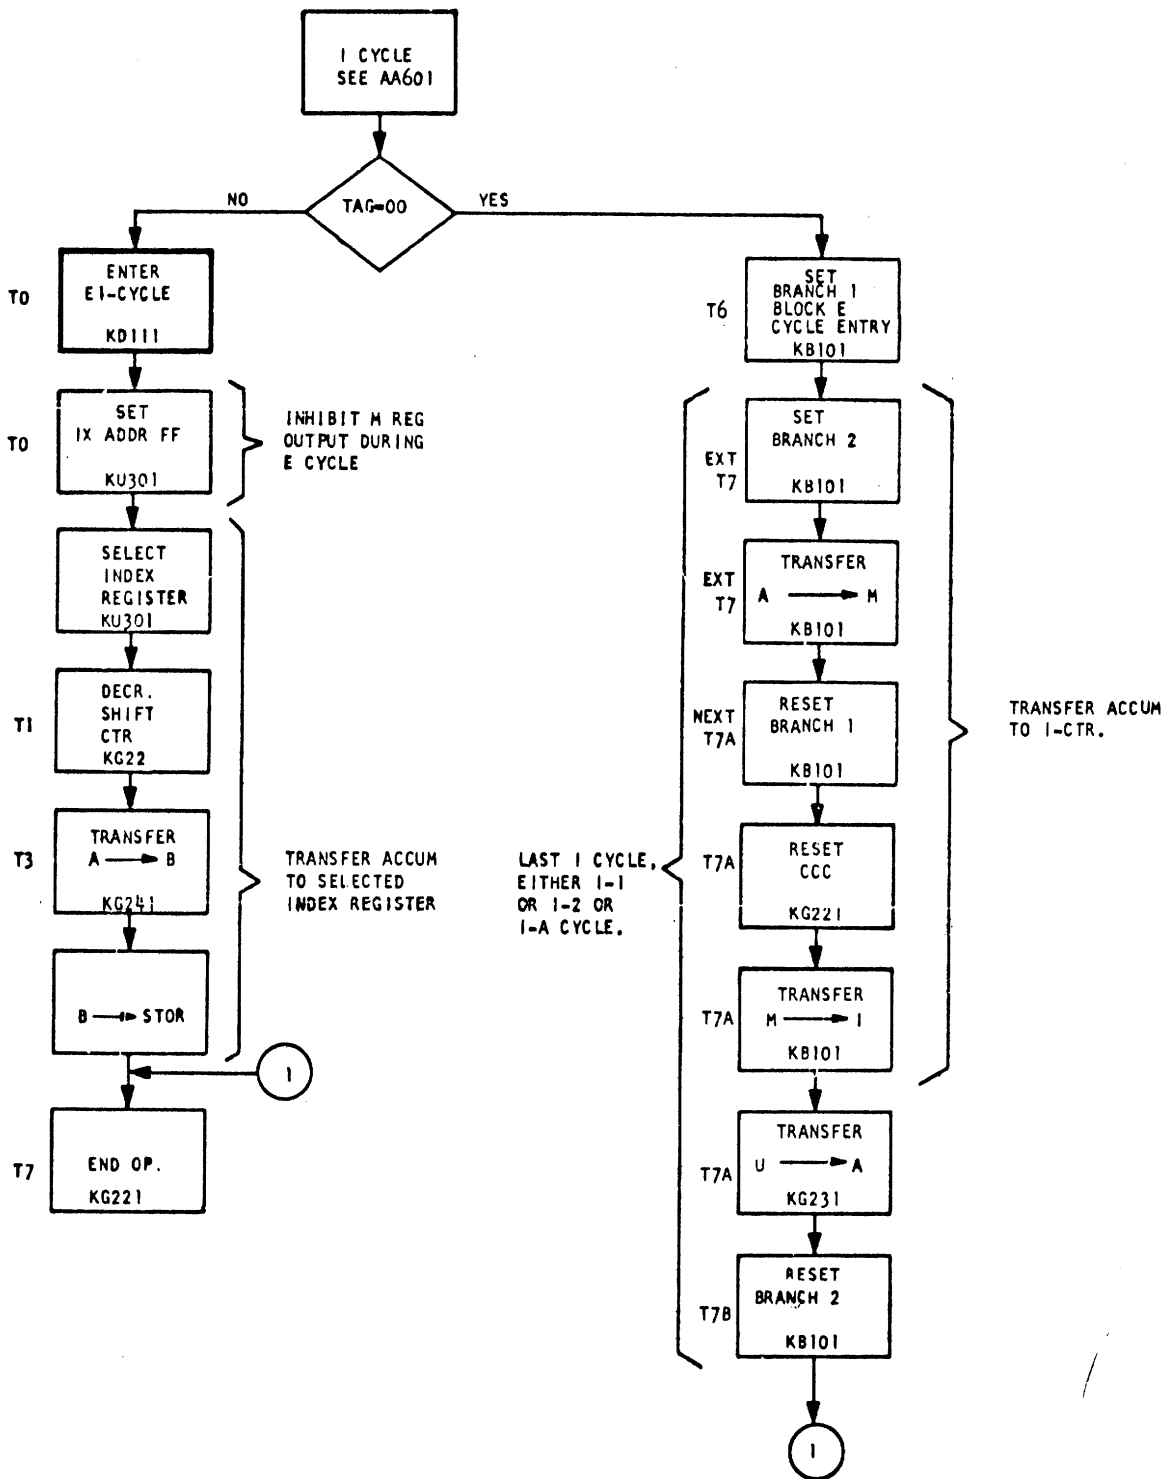 I CYCLE
SEE AA601
TAG=00
NO
YES
T0
ENTER
E1-CYCLE
KD111
T0
SET
IX ADDR FF
KU301
INHIBIT M REG
OUTPUT DURING
E CYCLE
SELECT
INDEX
REGISTER
KU301
T1
DECR.
SHIFT
CTR
KG22
T3
TRANSFER
A → B
KG241
TRANSFER ACCUM
TO SELECTED
INDEX REGISTER
B → STOR
1
T7
END OP.
KG221
T6
SET
BRANCH 1
BLOCK E
CYCLE ENTRY
KB101
EXT
T7
SET
BRANCH 2
KB101
EXT
T7
TRANSFER
A → M
KB101
NEXT
T7A
RESET
BRANCH 1
KB101
TRANSFER ACCUM
TO I-CTR.
T7A
RESET
CCC
KG221
LAST I CYCLE,
EITHER I-1
OR I-2 OR
I-A CYCLE.
T7A
TRANSFER
M → I
KB101
T7A
TRANSFER
U → A
KG231
T7B
RESET
BRANCH 2
KB101
1